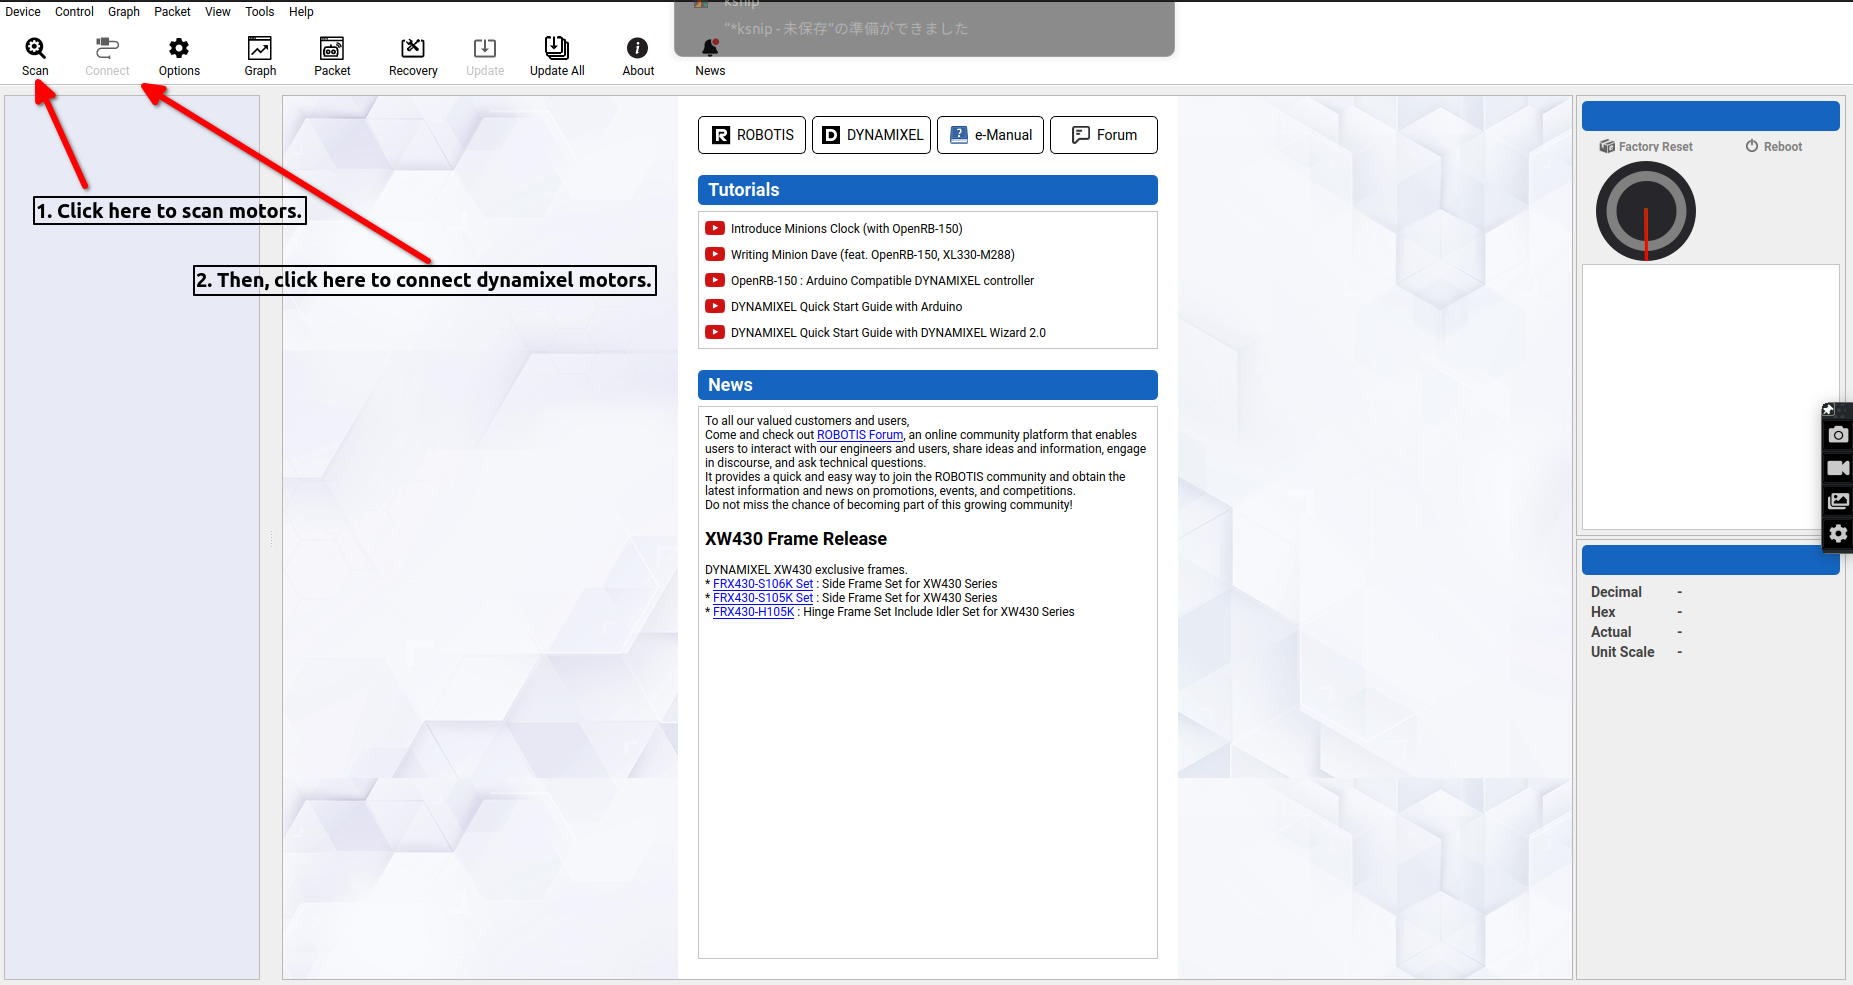 Device Control Graph Packet View Tools Help
ksnip
"*ksnip - 未保存"の準備ができました
Scan Connect Options Graph Packet Recovery Update Update All About News
1. Click here to scan motors.
2. Then, click here to connect dynamixel motors.
ROBOTIS DYNAMIXEL e-Manual Forum
Tutorials
Introduce Minions Clock (with OpenRB-150)
Writing Minion Dave (feat. OpenRB-150, XL330-M288)
OpenRB-150 : Arduino Compatible DYNAMIXEL controller
DYNAMIXEL Quick Start Guide with Arduino
DYNAMIXEL Quick Start Guide with DYNAMIXEL Wizard 2.0
News
To all our valued customers and users,
Come and check out ROBOTIS Forum, an online community platform that enables
users to interact with our engineers and users, share ideas and information, engage
in discourse, and ask technical questions.
It provides a quick and easy way to join the ROBOTIS community and obtain the
latest information and news on promotions, events, and competitions.
Do not miss the chance of becoming part of this growing community!
XW430 Frame Release
DYNAMIXEL XW430 exclusive frames.
* FRX430-S106K Set : Side Frame Set for XW430 Series
* FRX430-S105K Set : Side Frame Set for XW430 Series
* FRX430-H105K : Hinge Frame Set Include Idler Set for XW430 Series
Factory Reset Reboot
Decimal -
Hex -
Actual -
Unit Scale -